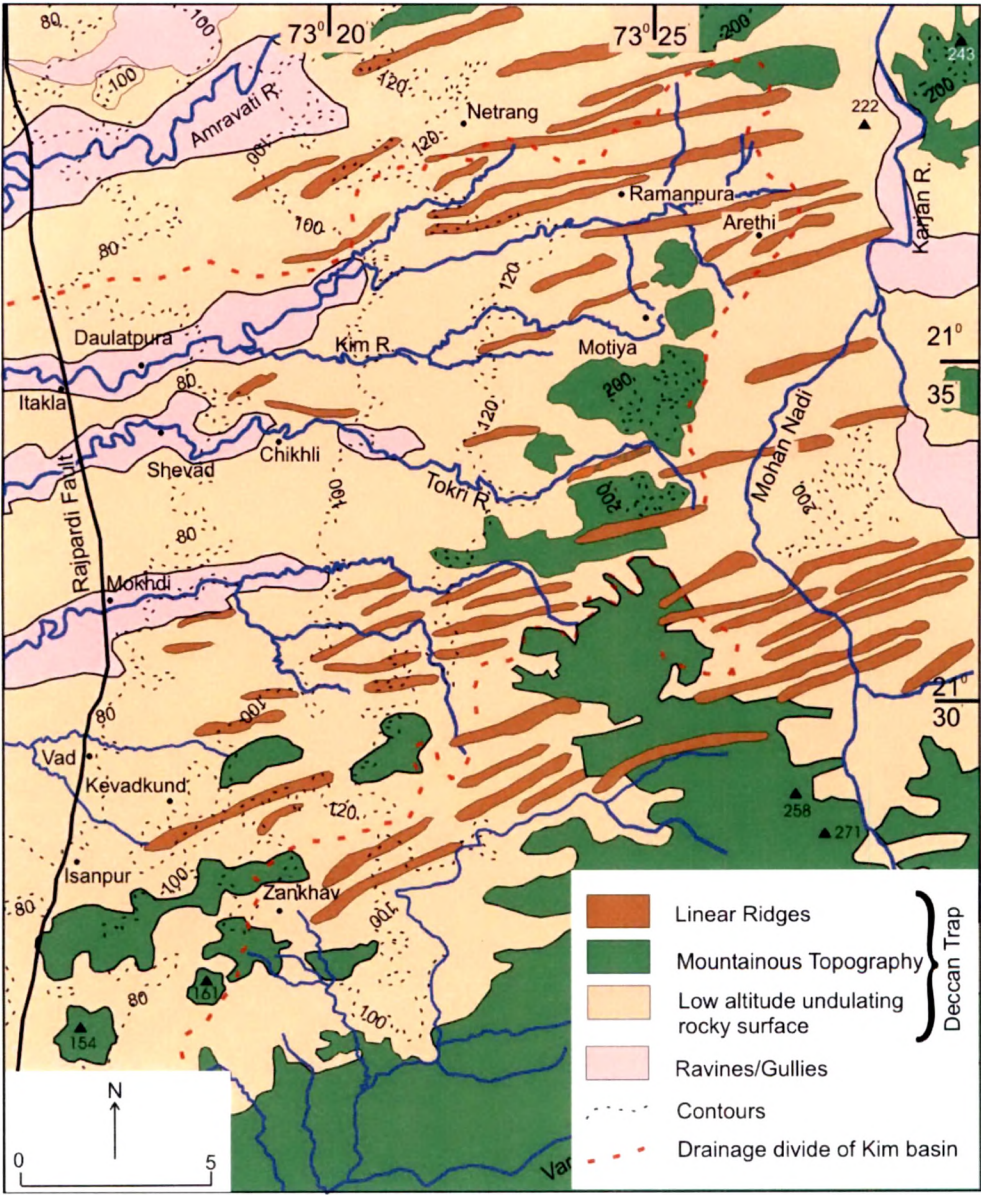 80
100
73⁰ 20
73⁰ 25
200
243
100
120
200
Amravati R.
Netrang
222
120
100
Ramanpura
Karjan R.
100
Arethi
80
120
Daulatpura
Kim R.
Motiya
21⁰
35
80
200
Itakla
120
Mohan Nadi
Chikhli
Shevad
Tokri R.
200
200
100
Rajpardi Fault
80
Mokhdi
21⁰
30
100
80
Vad
Kevadkund
120
258
271
Isanpur
100
Zankhav
80
100
161
80
100
154
Var
N
0 5
Linear Ridges
Mountainous Topography
Low altitude undulating
rocky surface
Deccan Trap
Ravines/Gullies
Contours
Drainage divide of Kim basin